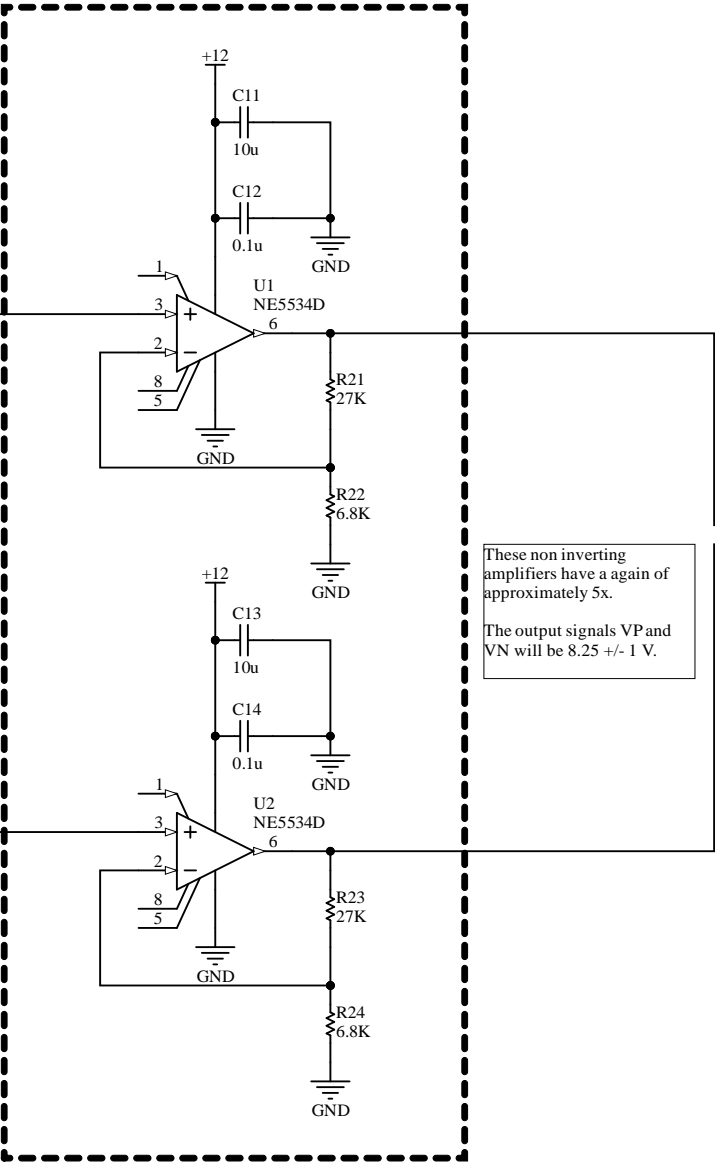 +12
C11
10u
C12
0.1u
GND
1
U1
NE5534D
3
6
2
R21
27K
8
5
GND
R22
6.8K
GND
These non inverting
amplifiers have a again of
approximately 5x.
The output signals VP and
VN will be 8.25 +/- 1 V.
+12
C13
10u
C14
0.1u
GND
1
U2
NE5534D
3
6
2
R23
27K
8
5
GND
R24
6.8K
GND